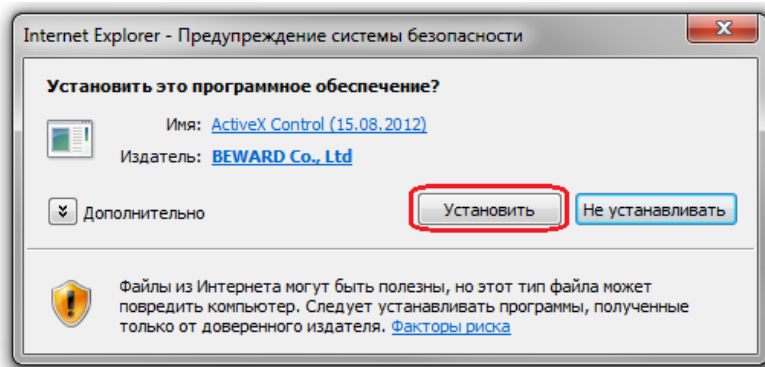 Internet Explorer - Предупреждение системы безопасности
Установить это программное обеспечение?
Имя: ActiveX Control (15.08.2012)
Издатель: BEWARD Co., Ltd
Дополнительно Установить Не устанавливать
Файлы из Интернета могут быть полезны, но этот тип файла может
повредить компьютер. Следует устанавливать программы, полученные
только от доверенного издателя. Факторы риска